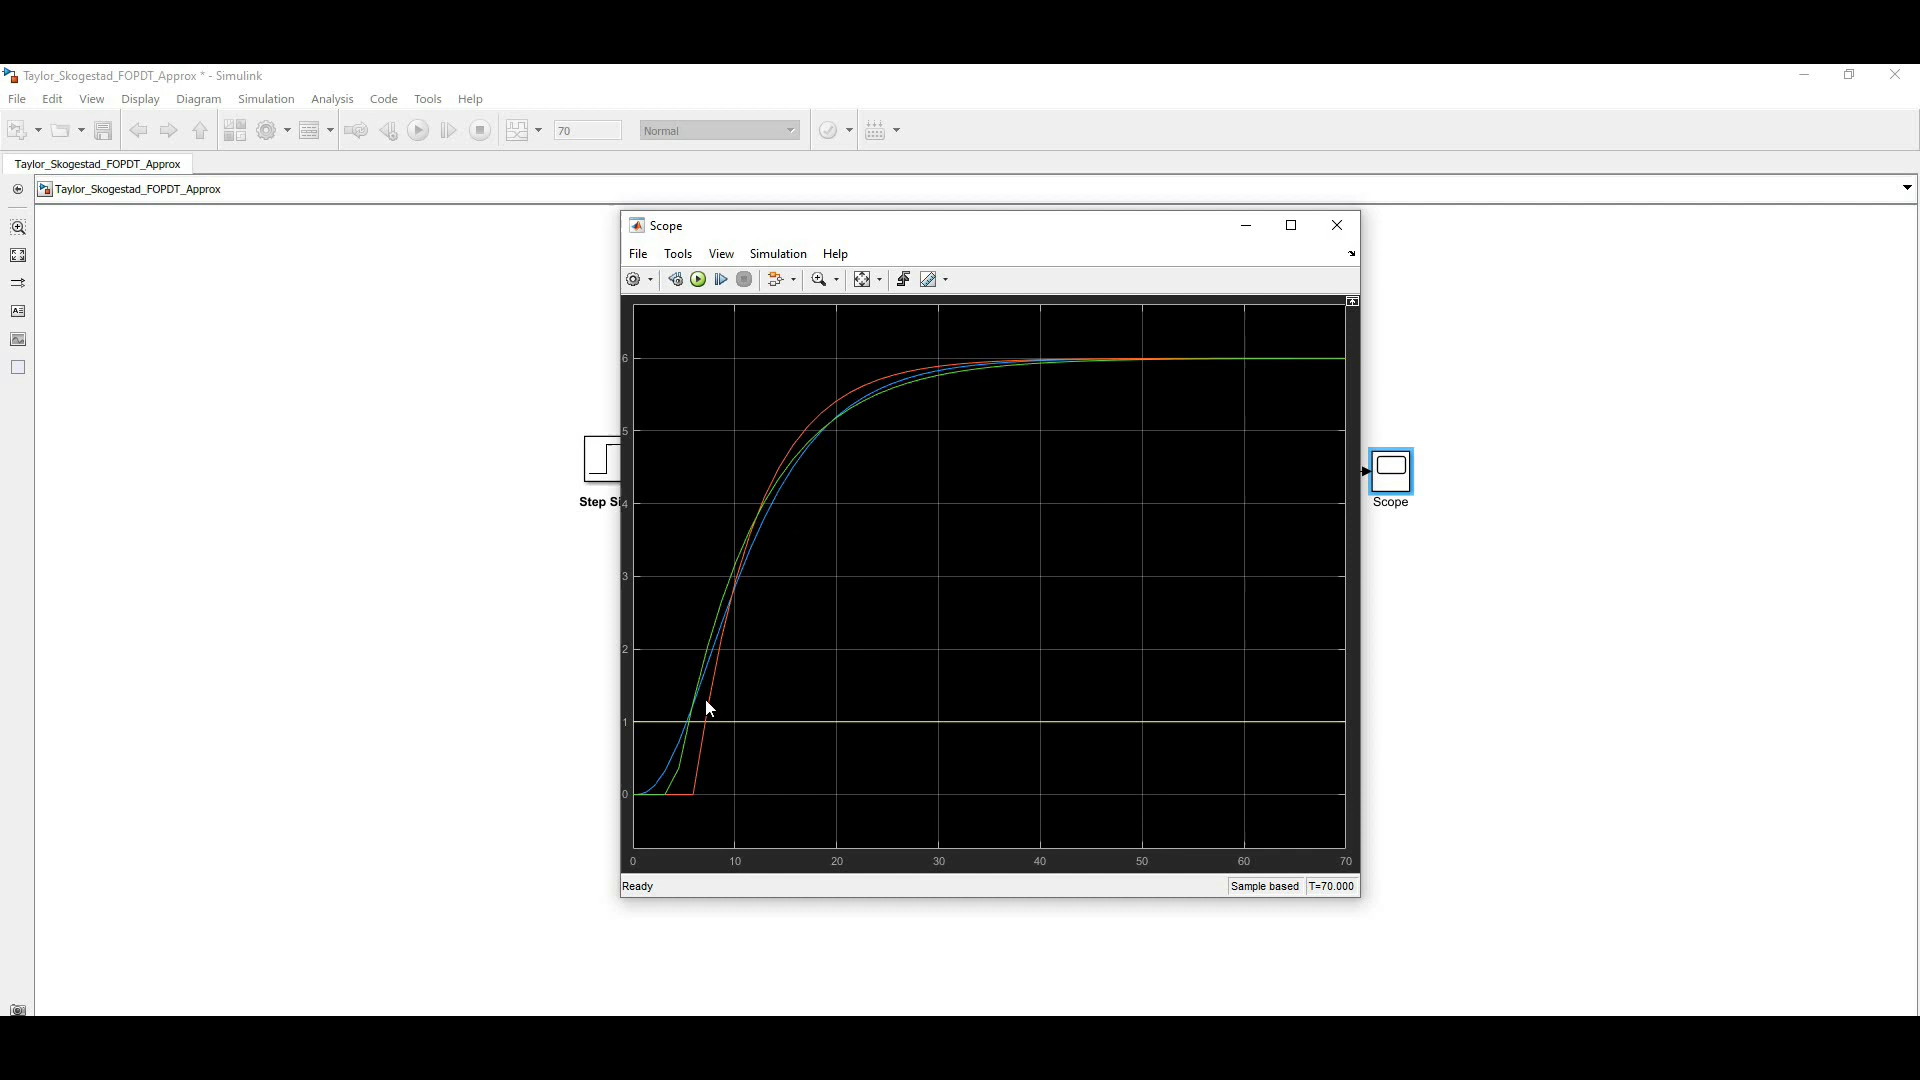 Taylor_Skogestad_FOPDT_Approx * - Simulink
File Edit View Display Diagram Simulation Analysis Code Tools Help
70 Normal
Taylor_Skogestad_FOPDT_Approx
Taylor_Skogestad_FOPDT_Approx
Scope
File Tools View Simulation Help
6
5
4
3
2
1
0
0 10 20 30 40 50 60 70
Ready Sample based T=70.000
Step Si
Scope